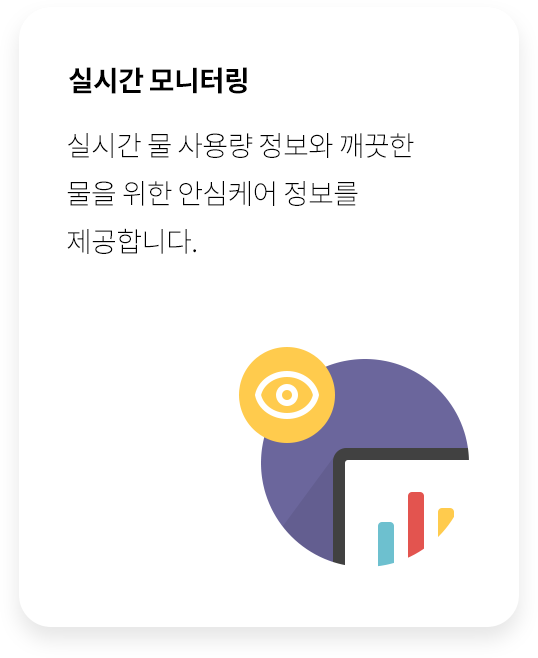 실시간 모니터링
실시간 물 사용량 정보와 깨끗한
물을 위한 안심케어 정보를
제공합니다.